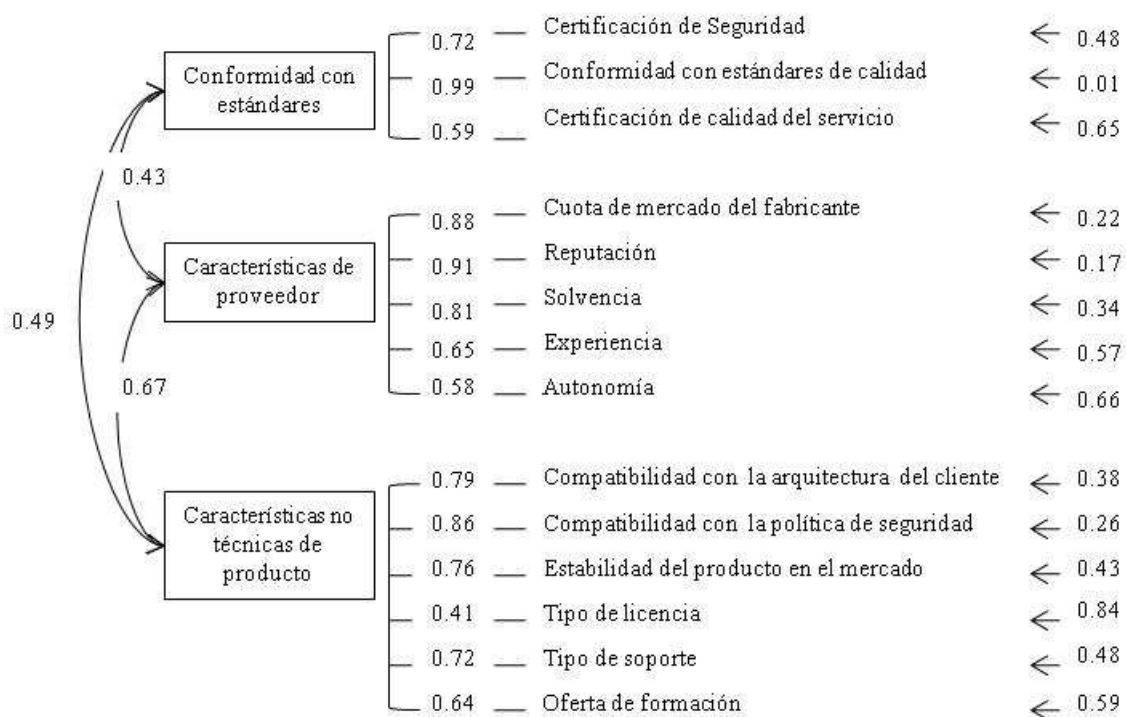 0.72 Certificación de Seguridad 0.48
Conformidad con
estándares
0.99 Conformidad con estándares de calidad 0.01
0.59 Certificación de calidad del servicio 0.65
0.43
0.88 Cuota de mercado del fabricante 0.22
Características de
proveedor
0.91 Reputación 0.17
0.81 Solvencia 0.34
0.49
0.65 Experiencia 0.57
0.67
0.58 Autonomía 0.66
0.79 Compatibilidad con la arquitectura del cliente 0.38
Características no
técnicas de
producto
0.86 Compatibilidad con la política de seguridad 0.26
0.76 Estabilidad del producto en el mercado 0.43
0.41 Tipo de licencia 0.84
0.72 Tipo de soporte 0.48
0.64 Oferta de formación 0.59